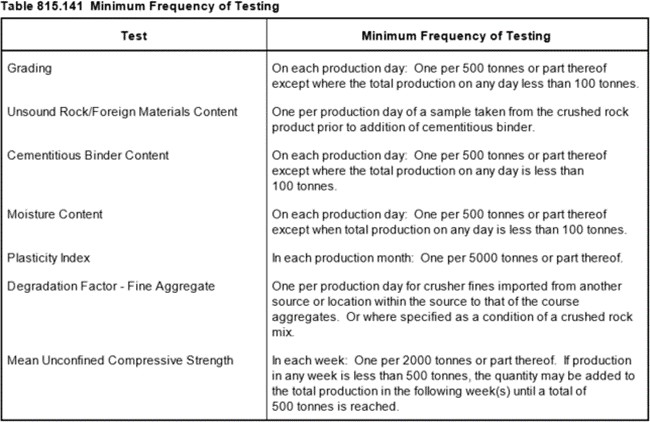 Table 815.141 Minimum Frequency of Testing
Test
Minimum Frequency of Testing
Grading
On each production day: One per 500 tonnes or part thereof
except where the total production on any day less than 100 tonnes.
Unsound Rock/Foreign Materials Content
One per production day of a sample taken from the crushed rock
product prior to addition of cementitious binder.
Cementitious Binder Content
On each production day: One per 500 tonnes or part thereof
except where the total production on any day is less than
100 tonnes.
Moisture Content
On each production day: One per 500 tonnes or part thereof
except when total production on any day is less than 100 tonnes.
Plasticity Index
In each production month: One per 5000 tonnes or part thereof.
Degradation Factor - Fine Aggregate
One per production day for crusher fines imported from another
source or location within the source to that of the course
aggregates. Or where specified as a condition of a crushed rock
mix.
Mean Unconfined Compressive Strength
In each week: One per 2000 tonnes or part thereof. If production
in any week is less than 500 tonnes, the quantity may be added to
the total production in the following week(s) until a total of
500 tonnes is reached.